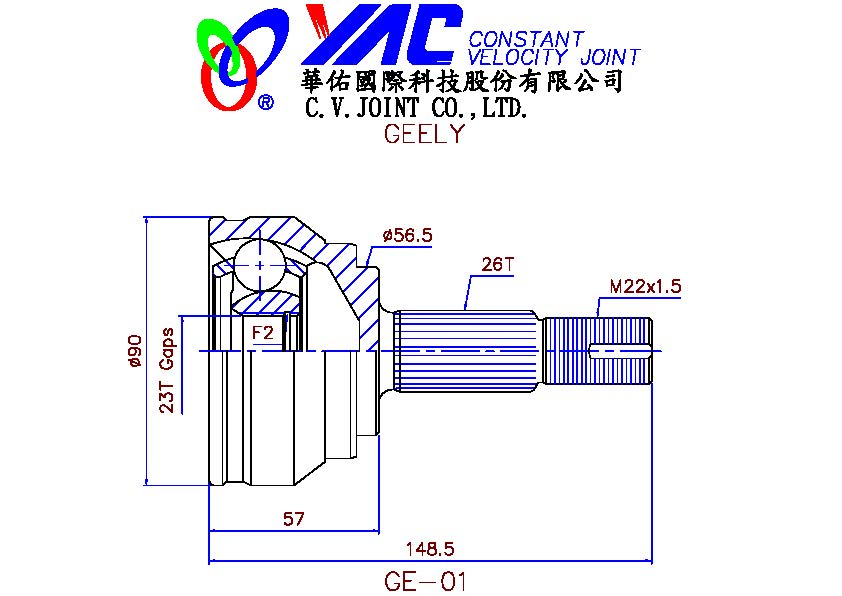 YAC CONSTANT
VELOCITY JOINT
®
華佑國際科技股份有限公司
C.V.JOINT CO.,LTD.
GEELY
ø56.5
26T
M22x1.5
F2
ø90
23T Gaps
57
148.5
GE-01